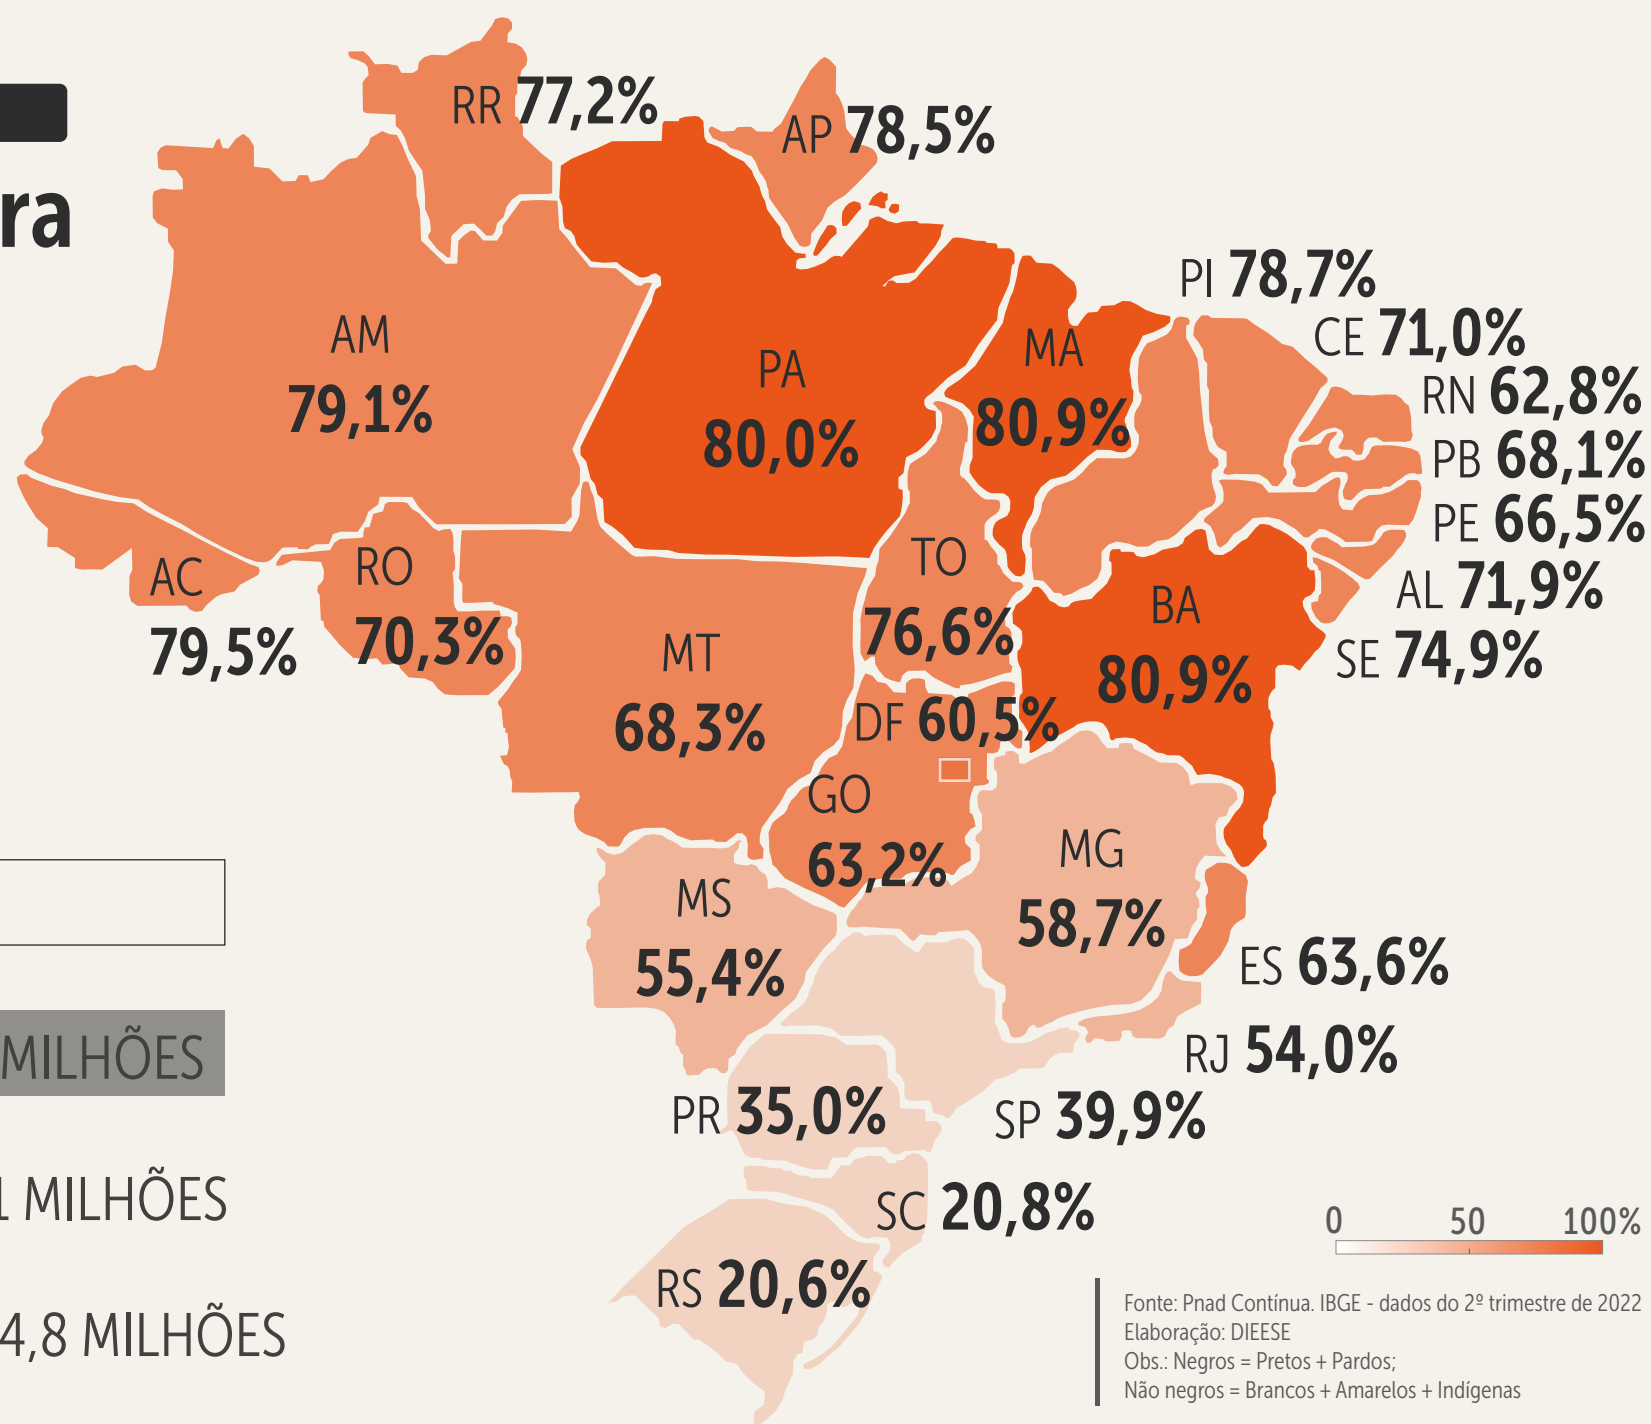 ra
RR 77,2%
AP 78,5%
AM
79,1%
PA
80,0%
MA
80,9%
PI 78,7%
CE 71,0%
RN 62,8%
PB 68,1%
PE 66,5%
AL 71,9%
SE 74,9%
AC
79,5%
RO
70,3%
TO
76,6%
BA
80,9%
MT
68,3%
DF 60,5%
GO
63,2%
MG
58,7%
MS
55,4%
ES 63,6%
RJ 54,0%
SP 39,9%
PR 35,0%
SC 20,8%
RS 20,6%
MILHÕES
1 MILHÕES
4,8 MILHÕES
0 50 100%
Fonte: Pnad Contínua. IBGE - dados do 2º trimestre de 2022
Elaboração: DIEESE
Obs.: Negros = Pretos + Pardos;
Não negros = Brancos + Amarelos + Indígenas